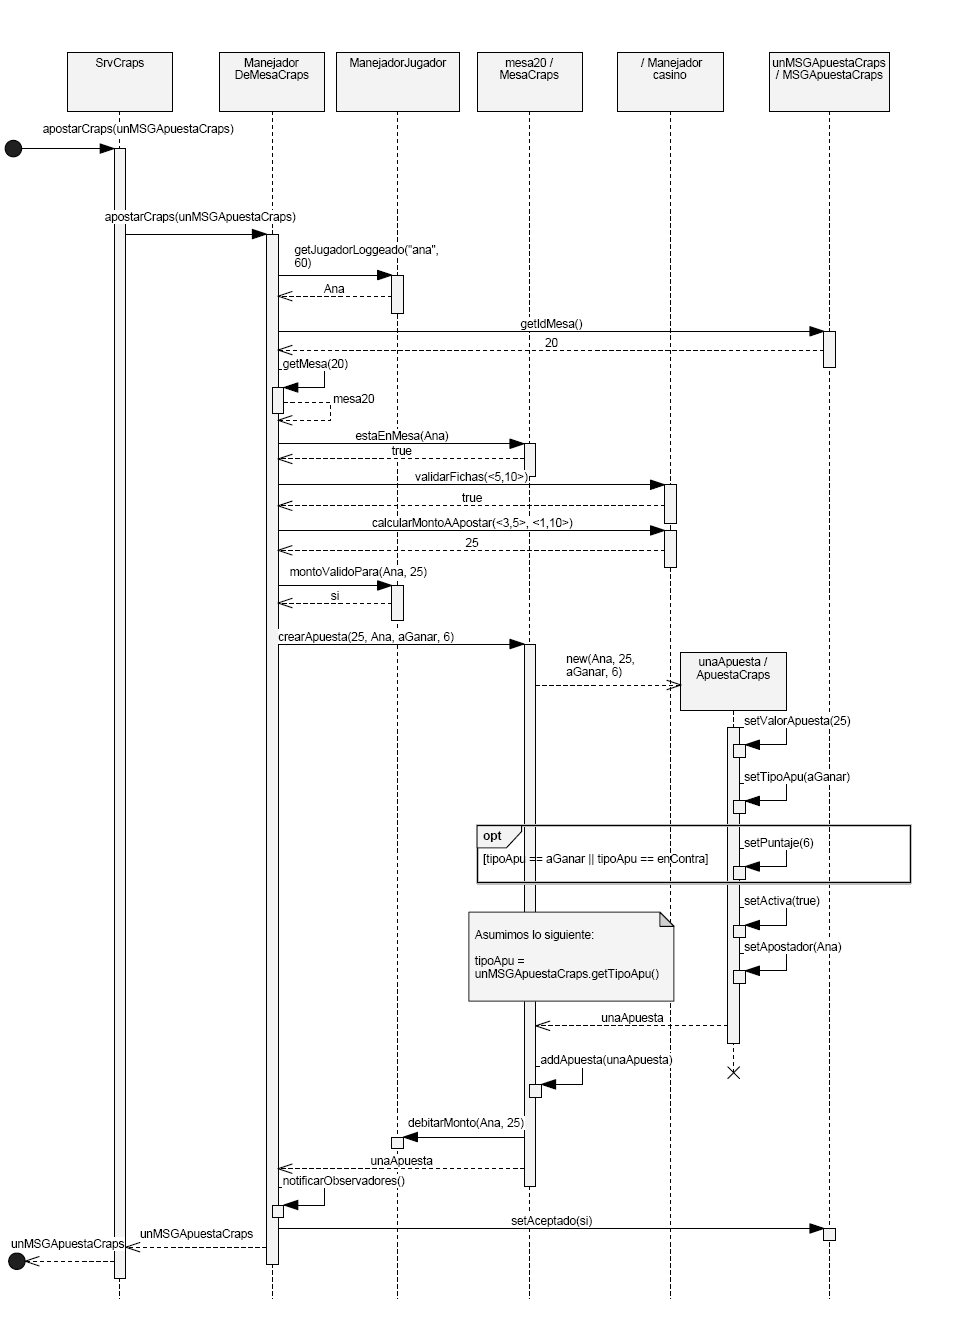 SrvCraps
Manejador
DeMesaCraps
ManejadorJugador
mesa20 /
MesaCraps
/ Manejador
casino
unMSGApuestaCraps
/ MSGApuestaCraps
apostarCraps(unMSGApuestaCraps)
apostarCraps(unMSGApuestaCraps)
getJugadorLoggeado("ana",
60)
Ana
getIdMesa()
20
getMesa(20)
mesa20
estaEnMesa(Ana)
true
validarFichas(<5,10>)
true
calcularMontoAApostar(<3,5>, <1,10>)
25
montoValidoPara(Ana, 25)
si
crearApuesta(25, Ana, aGanar, 6)
new(Ana, 25,
aGanar, 6)
unaApuesta /
ApuestaCraps
setValorApuesta(25)
setTipoApu(aGanar)
opt
[tipoApu == aGanar || tipoApu == enContra]
setPuntaje(6)
setActiva(true)
Asumimos lo siguiente:
tipoApu =
unMSGApuestaCraps.getTipoApu()
setApostador(Ana)
unaApuesta
addApuesta(unaApuesta)
debitarMonto(Ana, 25)
unaApuesta
notificarObservadores()
setAceptado(si)
unMSGApuestaCraps
unMSGApuestaCraps